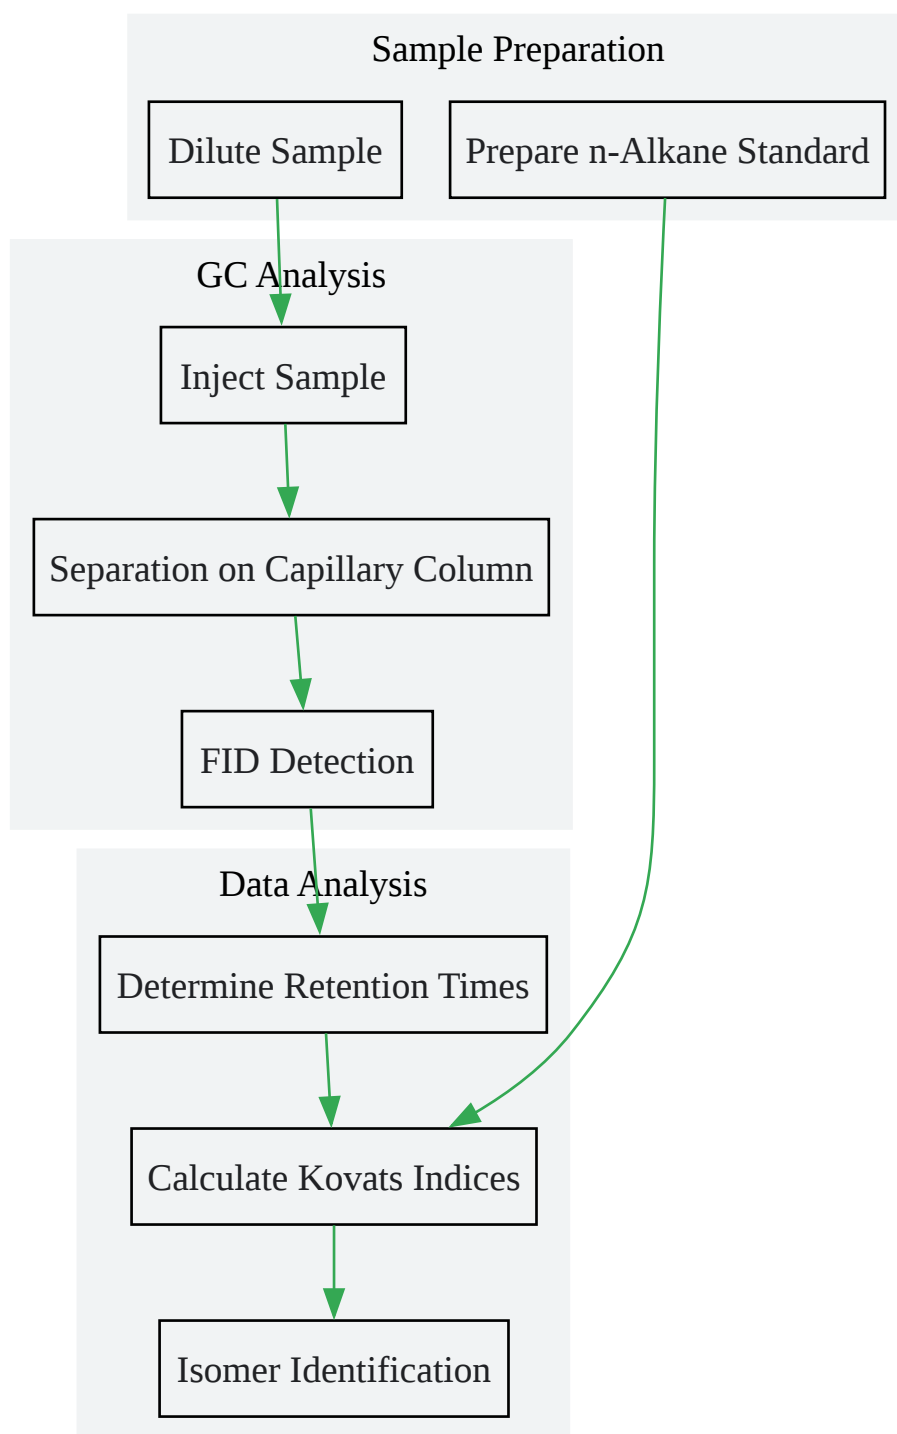 Sample Preparation
Dilute Sample
Prepare n-Alkane Standard
GC Analysis
Inject Sample
Separation on Capillary Column
FID Detection
Data Analysis
Determine Retention Times
Calculate Kovats Indices
Isomer Identification